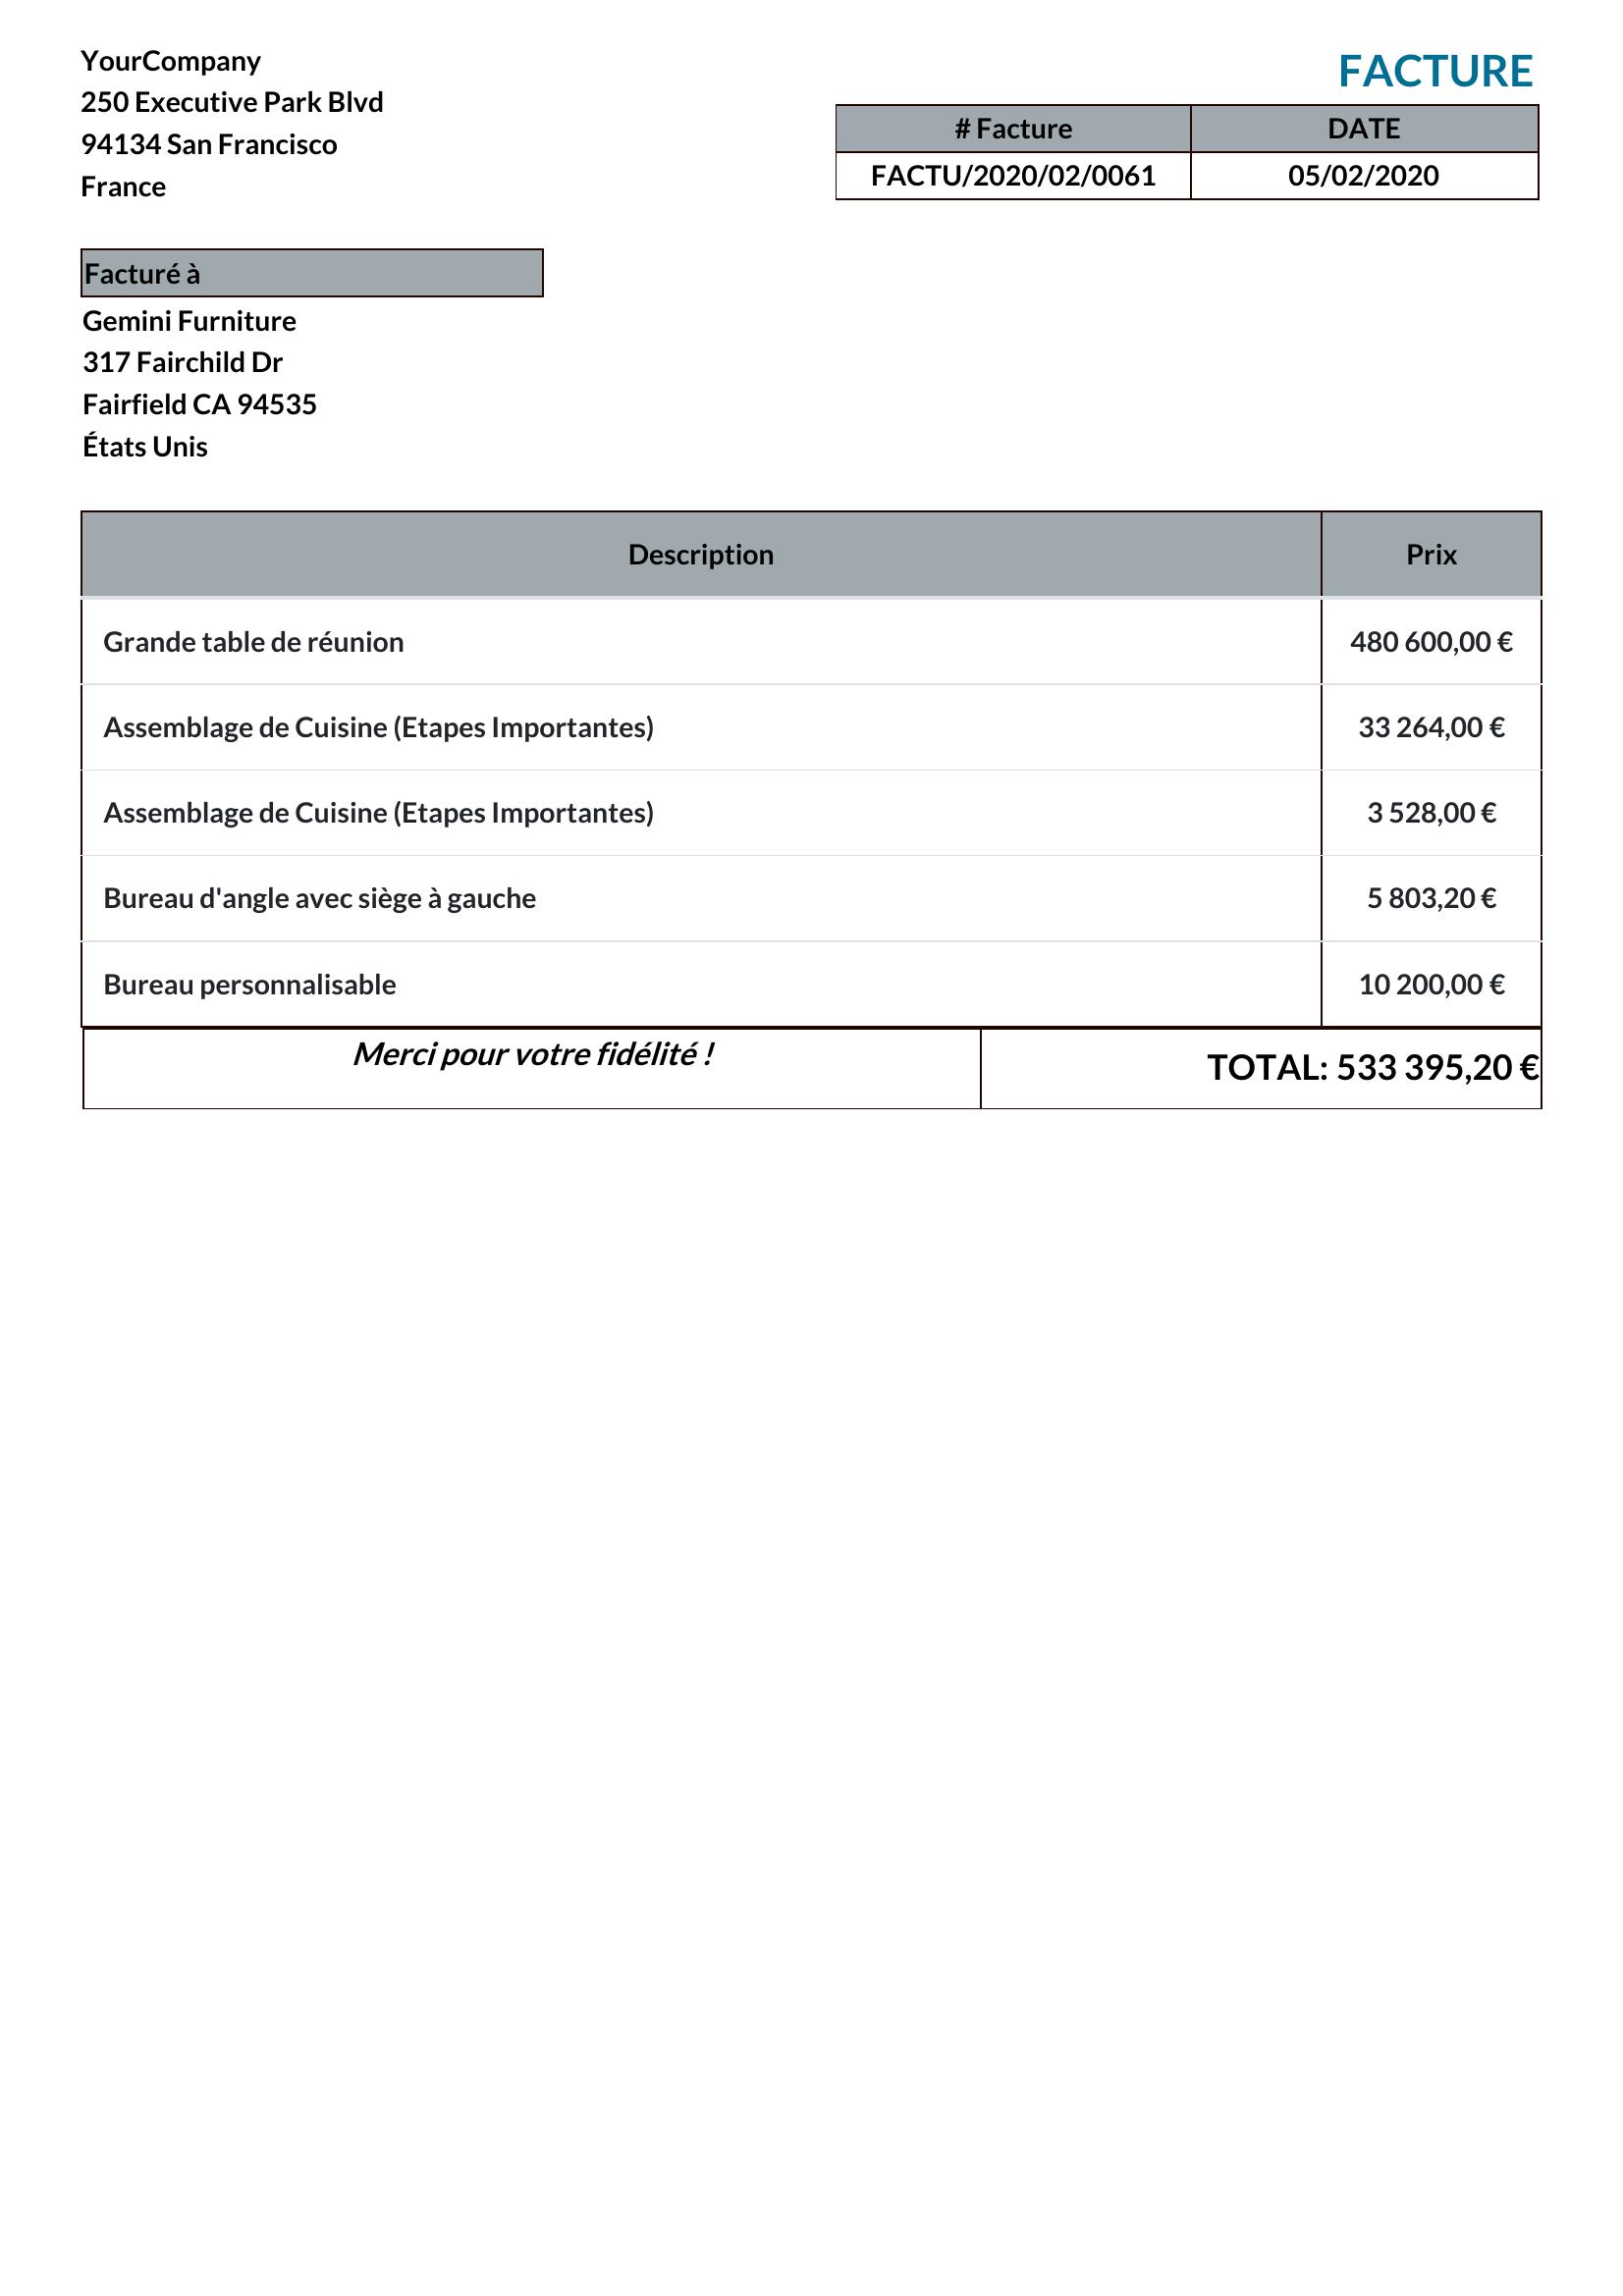 YourCompany
250 Executive Park Blvd
94134 San Francisco
France
FACTURE
# Facture DATE
FACTU/2020/02/0061 05/02/2020
Facturé à
Gemini Furniture
317 Fairchild Dr
Fairfield CA 94535
États Unis
Description Prix
Grande table de réunion 480 600,00 €
Assemblage de Cuisine (Etapes Importantes) 33 264,00 €
Assemblage de Cuisine (Etapes Importantes) 3 528,00 €
Bureau d'angle avec siège à gauche 5 803,20 €
Bureau personnalisable 10 200,00 €
Merci pour votre fidélité !
TOTAL: 533 395,20 €